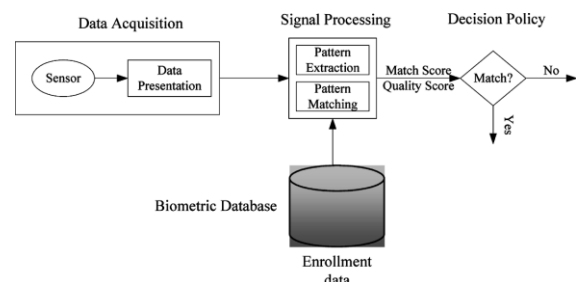 Data Acquisition
Signal Processing
Decision Policy
Sensor
Data
Presentation
Pattern
Extraction
Pattern
Matching
Match Score
Quality Score
Match?
No
Yes
Biometric Database
Enrollment
data